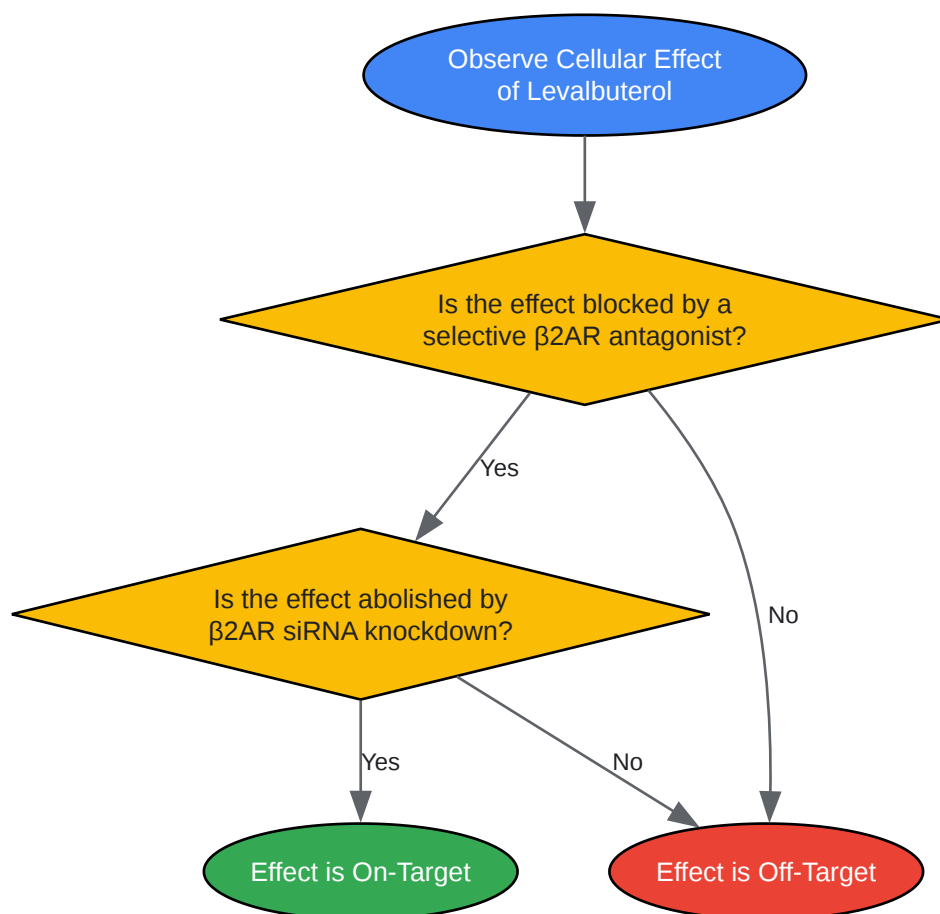 Observe Cellular Effect
of Levalbuterol
Is the effect blocked by a
selective β2AR antagonist?
Yes
Is the effect abolished by
β2AR siRNA knockdown?
No
Yes
No
Effect is On-Target
Effect is Off-Target